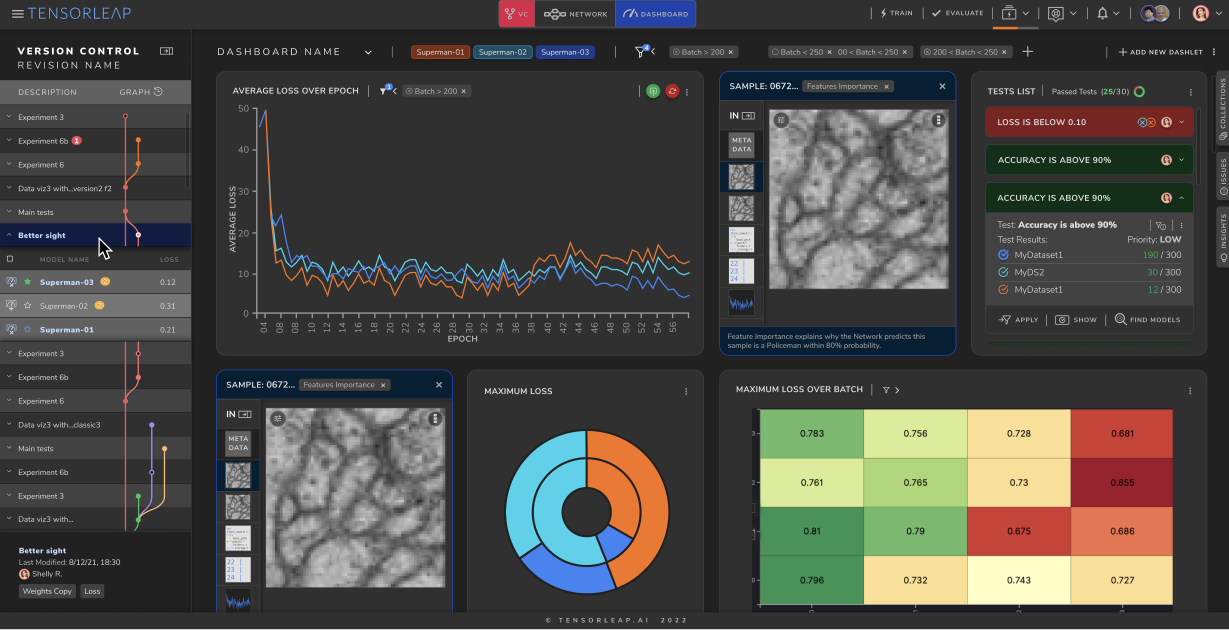 TENSORLEAP
VC
NETWORK
DASHBOARD
TRAIN
EVALUATE
VERSION CONTROL
REVISION NAME
DESCRIPTION GRAPH
Experiment 3
Experiment 6b 1
Experiment 6
Data viz3 with...version2 f2
Main tests
Better sight
MODEL NAME LOSS
Superman-03 0.12
Superman-02 0.31
Superman-01 0.21
Experiment 3
Experiment 6b
Experiment 6
Data viz3 with...classic3
Main tests
Experiment 6b
Experiment 3
Data viz3 with...
Better sight
Last Modified: 8/12/21, 18:30
Shelly R.
Weights Copy Loss
DASHBOARD NAME
Superman-01 Superman-02 Superman-03
4
Batch > 200 ×
Batch < 250 × 00 < Batch < 250 ×
200 < Batch < 250 ×
+ ADD NEW DASHLET
AVERAGE LOSS OVER EPOCH
1
Batch > 200 ×
50
40
30
20
10
0
AVERAGE LOSS
04 08 08 10 12 14 16 18 20 22 24 26 28 30 32 34 36 38 40 42 44 46 48 50 52 54 56
EPOCH
SAMPLE: 0672...
Features Importance ×
IN
META
DATA
22
23
24
Feature Importance explains why the Network predicts this
sample is a Policeman within 80% probability.
TESTS LIST
Passed Tests (25/30)
LOSS IS BELOW 0.10
ACCURACY IS ABOVE 90%
ACCURACY IS ABOVE 90%
Test: Accuracy is above 90%
Test Results: Priority: LOW
MyDataset1 190 / 300
MyDS2 30 / 300
MyDataset1 12 / 300
APPLY SHOW FIND MODELS
COLLECTIONS
ISSUES
INSIGHTS
SAMPLE: 0672...
Features Importance ×
IN
META
DATA
22
23
24
MAXIMUM LOSS
MAXIMUM LOSS OVER BATCH
3
2
1
0
0.783 0.756 0.728 0.681
0.761 0.765 0.73 0.655
0.81 0.79 0.675 0.686
0.796 0.732 0.743 0.727
© TENSORLEAP.AI 2022